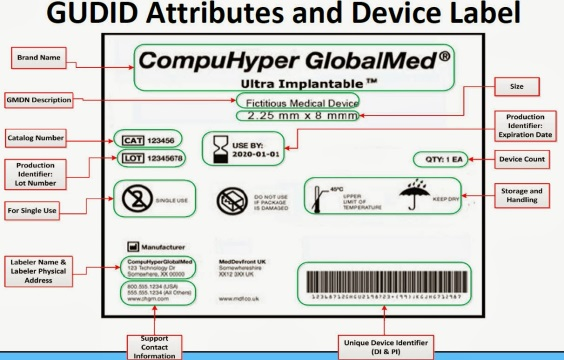 GUDID Attributes and Device Label
Brand Name
CompuHyper GlobalMed®
Ultra Implantable™
GMDN Description
Fictitious Medical Device
Size
2.25 mm x 8 mmm
Catalog Number
CAT 123456
Production Identifier: Lot Number
LOT 12345678
USE BY:
2020-01-01
Production Identifier: Expiration Date
QTY: 1 EA
Device Count
For Single Use
2
SINGLE USE
DO NOT USE
IF PACKAGE
IS DAMAGED
40°C
UPPER
LIMIT OF
TEMPERATURE
KEEP DRY
Storage and Handling
Manufacturer
Labeler Name & Labeler Physical Address
CompuHyperGlobalMed
123 Technology Dr
Somewhere, XX 00000
800.555.1234 (USA)
555.555.1234 (All Others)
www.chgm.com
MedDevfront UK
Somewhereshire
XX12 3XX UK
www.mdf.co.uk
Support Contact Information
Unique Device Identifier (DI & PI)